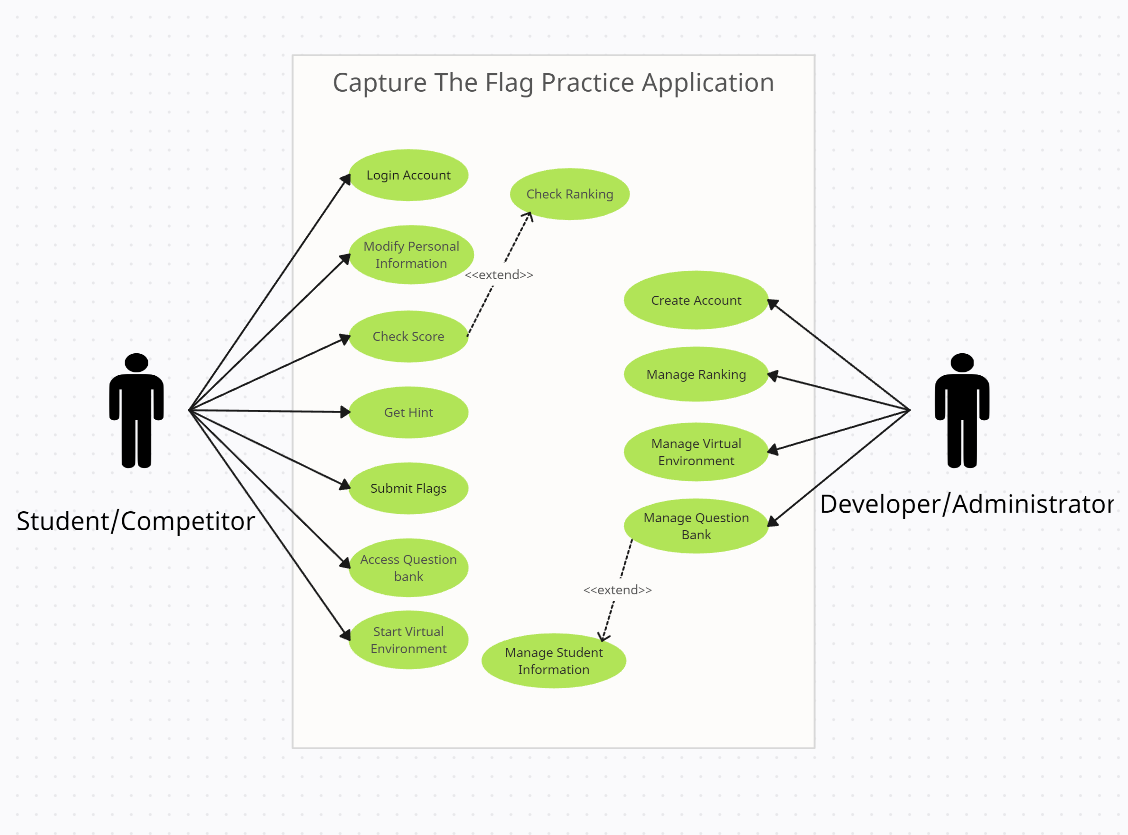 Capture The Flag Practice Application
Login Account
Check Ranking
Modify Personal
Information
<<extend>>
Check Score
Get Hint
Submit Flags
Access Question
bank
Start Virtual
Environment
Create Account
Manage Ranking
Manage Virtual
Environment
Manage Question
Bank
<<extend>>
Manage Student
Information
Student/Competitor
Developer/Administrator